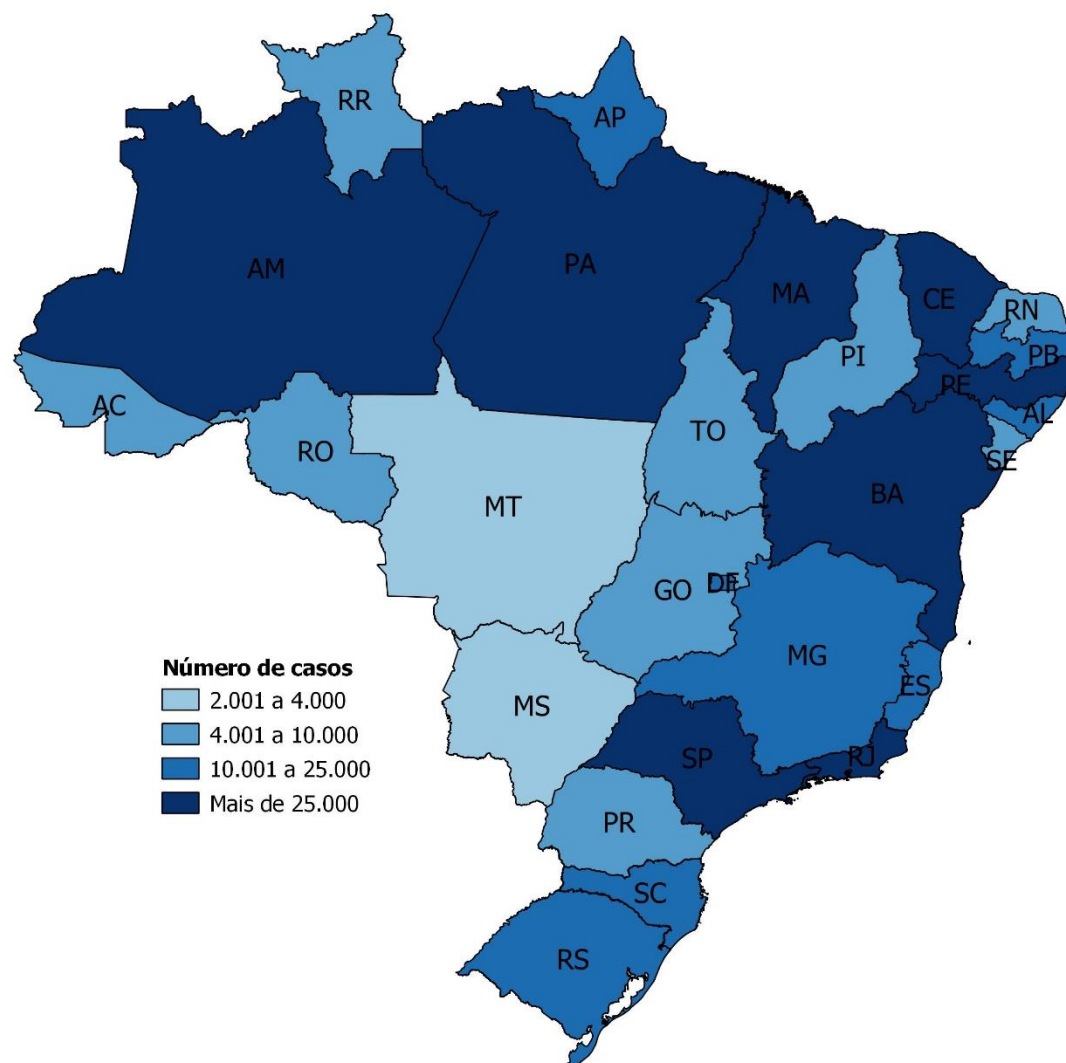 RR
AP
AM
PA
MA
CE
RN
PI
PB
PE
AC
AL
TO
RO
SE
BA
MT
DF
GO
MG
Número de casos
ES
2.001 a 4.000
MS
4.001 a 10.000
10.001 a 25.000
SP
RJ
Mais de 25.000
PR
SC
RS